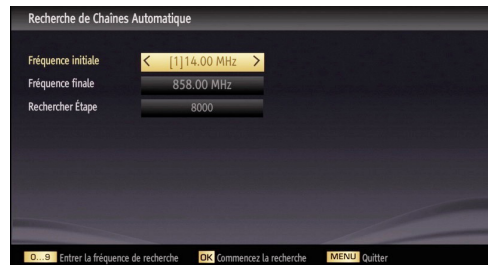 Recherche de Chaînes Automatique
Fréquence initiale < [1]14.00 MHz >
Fréquence finale 858.00 MHz
Rechercher Étape 8000
0...9 Entrer la fréquence de recherche OK Commencez la recherche MENU Quitter